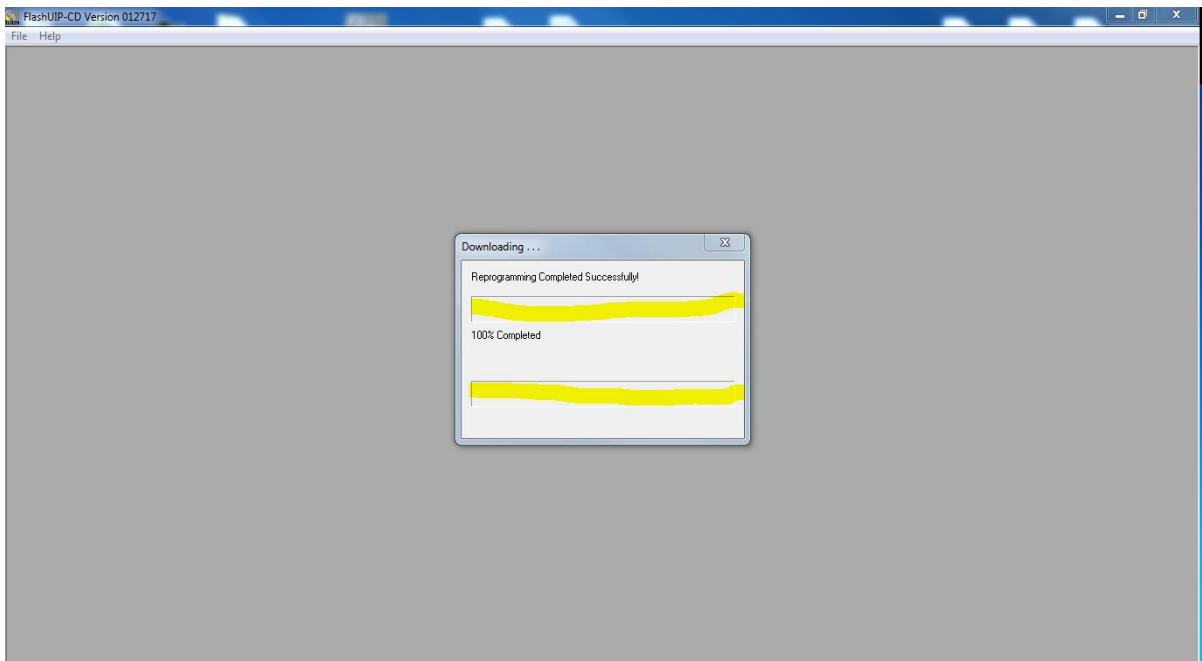 FlashUIP-CD Version 012717
File Help
Downloading . . .
Reprogramming Completed Successfully!
100% Completed